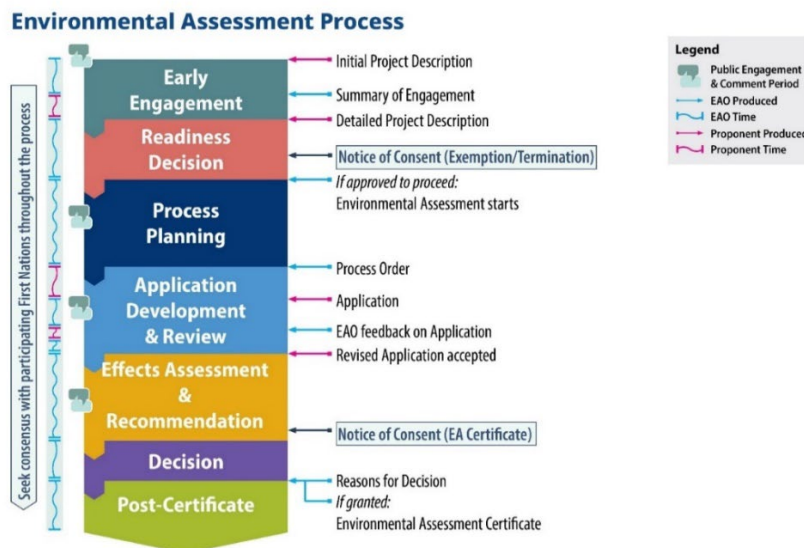 Environmental Assessment Process
Seek consensus with participating First Nations throughout the process
Early
Engagement
Readiness
Decision
Process
Planning
Application
Development
& Review
Effects Assessment
&
Recommendation
Decision
Post-Certificate
Initial Project Description
Summary of Engagement
Detailed Project Description
Notice of Consent (Exemption/Termination)
If approved to proceed:
Environmental Assessment starts
Process Order
Application
EAO feedback on Application
Revised Application accepted
Notice of Consent (EA Certificate)
Reasons for Decision
If granted:
Environmental Assessment Certificate
Legend
Public Engagement
& Comment Period
EAO Produced
EAO Time
Proponent Produced
Proponent Time